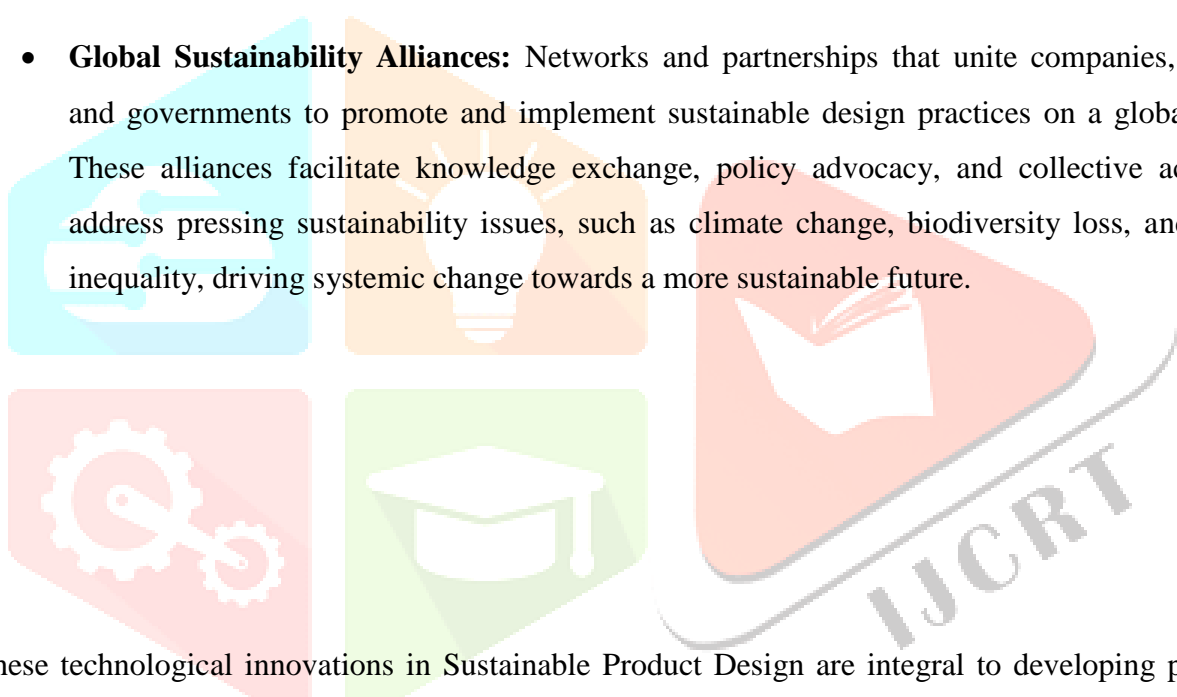 • Global Sustainability Alliances: Networks and partnerships that unite companies,
and governments to promote and implement sustainable design practices on a globa
These alliances facilitate knowledge exchange, policy advocacy, and collective ac
address pressing sustainability issues, such as climate change, biodiversity loss, and
inequality, driving systemic change towards a more sustainable future.
IJCRT
hese technological innovations in Sustainable Product Design are integral to developing p